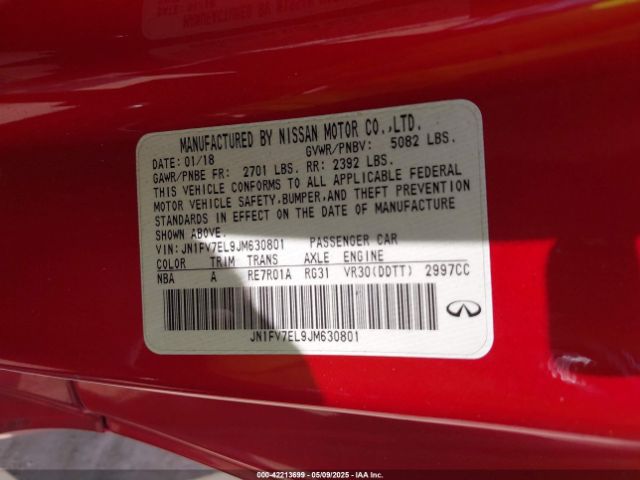 MANUFACTURED BY NISSAN MOTOR CO.,LTD.
DATE: 01/18 GVWR/PNBV: 5082 LBS.
GAWR/PNBE FR: 2701 LBS. RR: 2392 LBS.
THIS VEHICLE CONFORMS TO ALL APPLICABLE FEDERAL
MOTOR VEHICLE SAFETY, BUMPER, AND THEFT PREVENTION
STANDARDS IN EFFECT ON THE DATE OF MANUFACTURE
SHOWN ABOVE.
VIN: JN1FV7EL9JM630801 PASSENGER CAR
COLOR TRIM TRANS AXLE ENGINE
NBA A RE7R01A RG31 VR30(DDTT) 2997CC
JN1FV7EL9JM630801
INFINITI
000-42213699 - 05/09/2025 - IAA Inc.